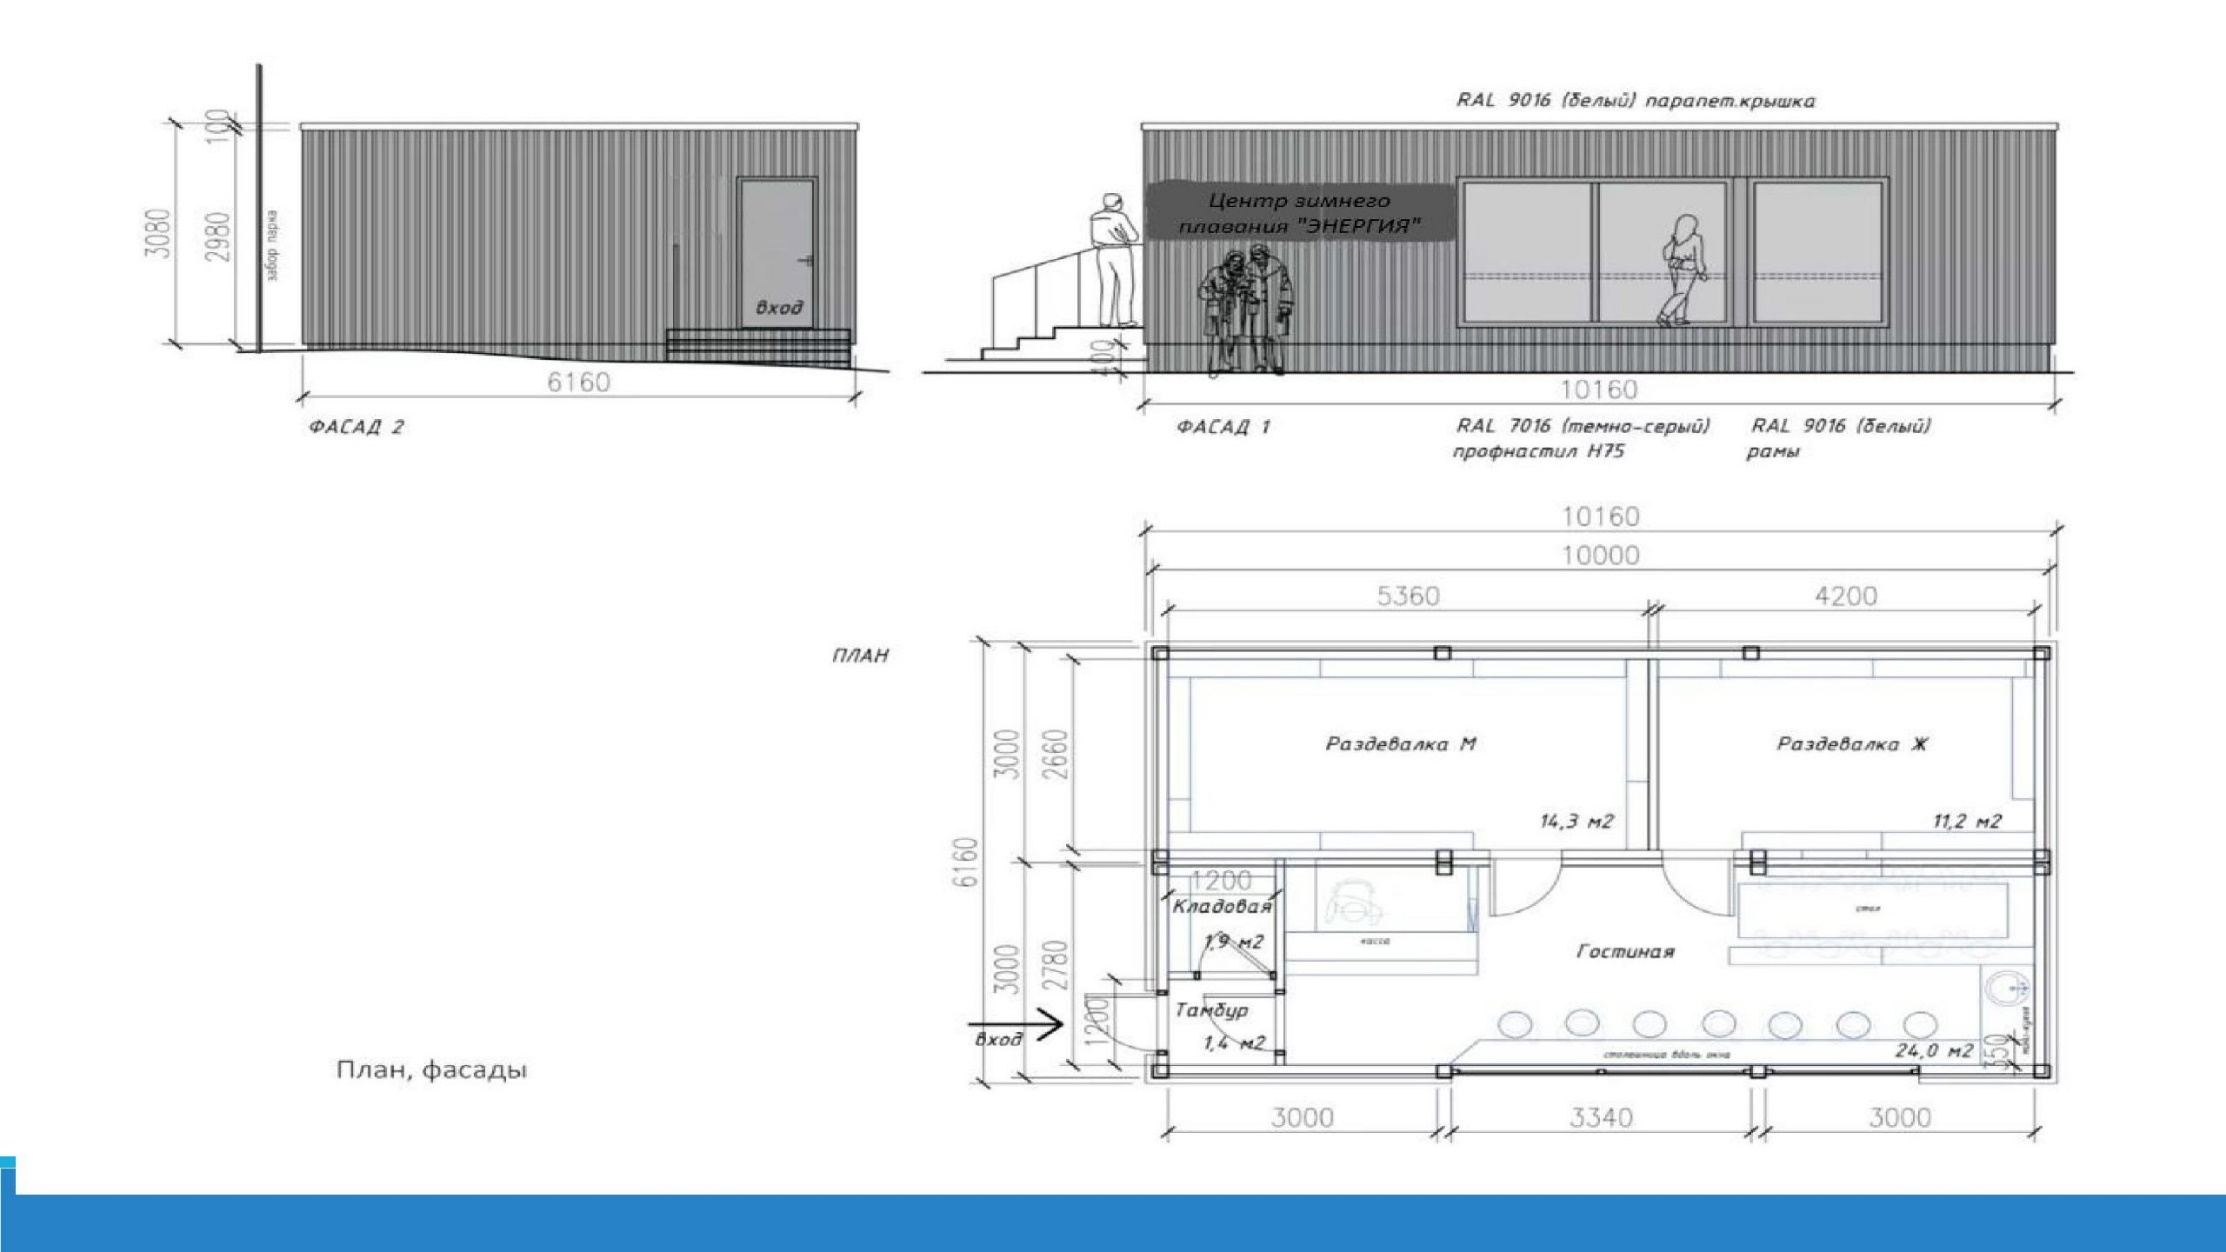 RAL 9016 (белый) парапет.крышка
100
3080
2980
забор парка
вход
Центр зимнего
плавания "ЭНЕРГИЯ"
400
6160
10160
ФАСАД 2
ФАСАД 1
RAL 7016 (темно-серый)
профнастил Н75
RAL 9016 (белый)
рамы
10160
10000
5360
4200
ПЛАН
6160
3000
2660
Раздевалка М
14,3 м2
Раздевалка Ж
11,2 м2
3000
2780
1200
Кладовая
1,9 м2
касса
Гостиная
стол
1200
Тамбур
1,4 м2
вход
столешница вдоль окна
24,0 м2
350
мини-кухня
План, фасады
3000
3340
3000